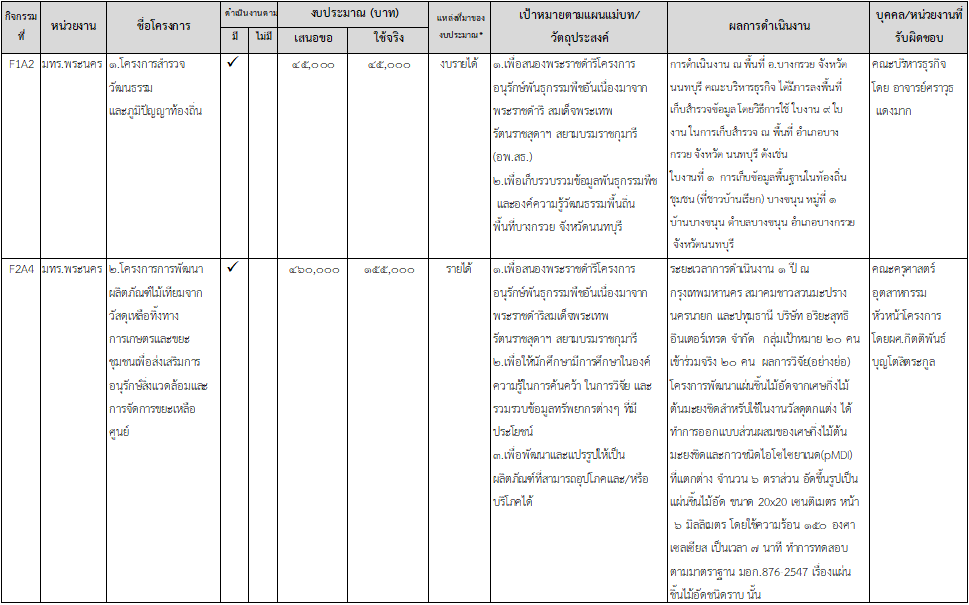 กิจกรรมที่
หน่วยงาน
ชื่อโครงการ
ดำเนินงานตาม
มี
ไม่มี
งบประมาณ (บาท)
เสนอขอ
ใช้จริง
แหล่งที่มาของ
งบประมาณ*
เป้าหมายตามแผนแม่บท/
วัตถุประสงค์
ผลการดำเนินงาน
บุคคล/หน่วยงานที่
รับผิดชอบ
F1A2
มทร.พระนคร
๑.โครงการสำรวจ
วัฒนธรรม
และภูมิปัญญาท้องถิ่น
✓
๔๕,๐๐๐
๔๕,๐๐๐
งบรายได้
๑.เพื่อสนองพระราชดำริโครงการ
อนุรักษ์พันธุกรรมพืชอันเนื่องมาจาก
พระราชดำริ สมเด็จพระเทพ
รัตนราชสุดาฯ สยามบรมราชกุมารี
(อพ.สธ.)
๒.เพื่อเก็บรวบรวมข้อมูลพันธุกรรมพืช
และองค์ความรู้วัฒนธรรมพื้นถิ่น
พื้นที่บางกรวย จังหวัดนนทบุรี
การดำเนินงาน ณ พื้นที่ อ.บางกรวย จังหวัด
นนทบุรี คณะบริหารธุรกิจ ได้มีการลงพื้นที่
เก็บสำรวจข้อมูล โดยวิธีการใช้ ใบงาน ๙ ใบ
งาน ในการเก็บสำรวจ ณ พื้นที่ อำเภอบาง
กรวย จังหวัด นนทบุรี ดังเช่น
ใบงานที่ ๑ การเก็บข้อมูลพื้นฐานในท้องถิ่น
ชุมชน (ที่ชาวบ้านเรียก) บางขนุน หมู่ที่ ๑
บ้านบางขนุน ตำบลบางขนุน อำเภอบางกรวย
จังหวัดนนทบุรี
คณะบริหารธุรกิจ
โดย อาจารย์ศราวุธ
แดงมาก
F2A4
มทร.พระนคร
๒.โครงการการพัฒนา
ผลิตภัณฑ์ไม้เทียมจาก
วัสดุเหลือทิ้งทาง
การเกษตรและขยะ
ชุมชนเพื่อส่งเสริมการ
อนุรักษ์สิ่งแวดล้อมและ
การจัดการขยะเหลือ
ศูนย์
✓
๔๖๐,๐๐๐
๑๕๕,๐๐๐
รายได้
๑.เพื่อสนองพระราชดำริโครงการ
อนุรักษ์พันธุกรรมพืชอันเนื่องมาจาก
พระราชดำริสมเด็จพระเทพ
รัตนราชสุดาฯ สยามบรมราชกุมารี
๒.เพื่อให้นักศึกษามีการศึกษาในองค์
ความรู้ในการค้นคว้า ในการวิจัย และ
รวมรวบข้อมูลทรัพยากรต่างๆ ที่มี
ประโยชน์
๓.เพื่อพัฒนาและแปรรูปให้เป็น
ผลิตภัณฑ์ที่สามารถอุปโภคและ/หรือ
บริโภคได้
ระยะเวลาการดำเนินงาน ๑ ปี ณ
กรุงเทพมหานคร สมาคมชาวสวนมะปราง
นครนายก และปทุมธานี บริษัท อริยะสุทธิ
อินเตอร์เทรด จำกัด กลุ่มเป้าหมาย ๒๐ คน
เข้าร่วมจริง ๒๐ คน ผลการวิจัย(อย่างย่อ)
โครงการพัฒนาแผ่นชิ้นไม้อัดจากเศษกิ่งไม้
ต้นมะยงชิดสำหรับใช้ในงานวัสดุตกแต่ง ได้
ทำการออกแบบส่วนผสมของเศษกิ่งไม้ต้น
มะยงชิดและกาวชนิดไอโซไซยาเนต(pMDI)
ที่แตกต่าง จำนวน ๖ ตราส่วน อัดขึ้นรูปเป็น
แผ่นชิ้นไม้อัด ขนาด 20x20 เซนติเมตร หน้า
๖ มิลลิเมตร โดยใช้ความร้อน ๑๕๐ องศา
เซลเซียส เป็นเวลา ๗ นาที ทำการทดสอบ
ตามมาตราฐาน มอก.876-2547 เรื่องแผ่น
ชิ้นไม้อัดชนิดราบ นั้น
คณะครุศาสตร์
อุตสาหกรรม
หัวหน้าโครงการ
โดยผศ.กิตติพันธ์
บุญโตสิตระกูล